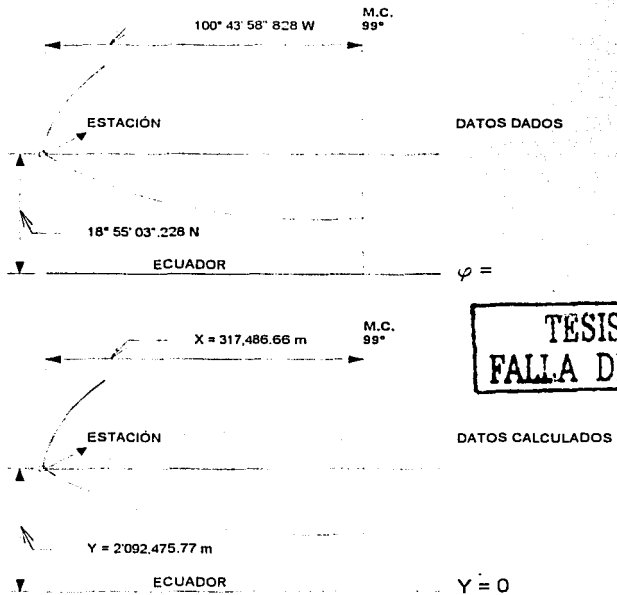 100° 43' 58" 828 W
M.C.
99°
ESTACIÓN
DATOS DADOS
18° 55' 03".228 N
ECUADOR
φ =
X = 317,486.66 m
M.C.
99°
TESIS
FALLA D
ESTACIÓN
DATOS CALCULADOS
Y = 2'092,475.77 m
ECUADOR
Y = 0